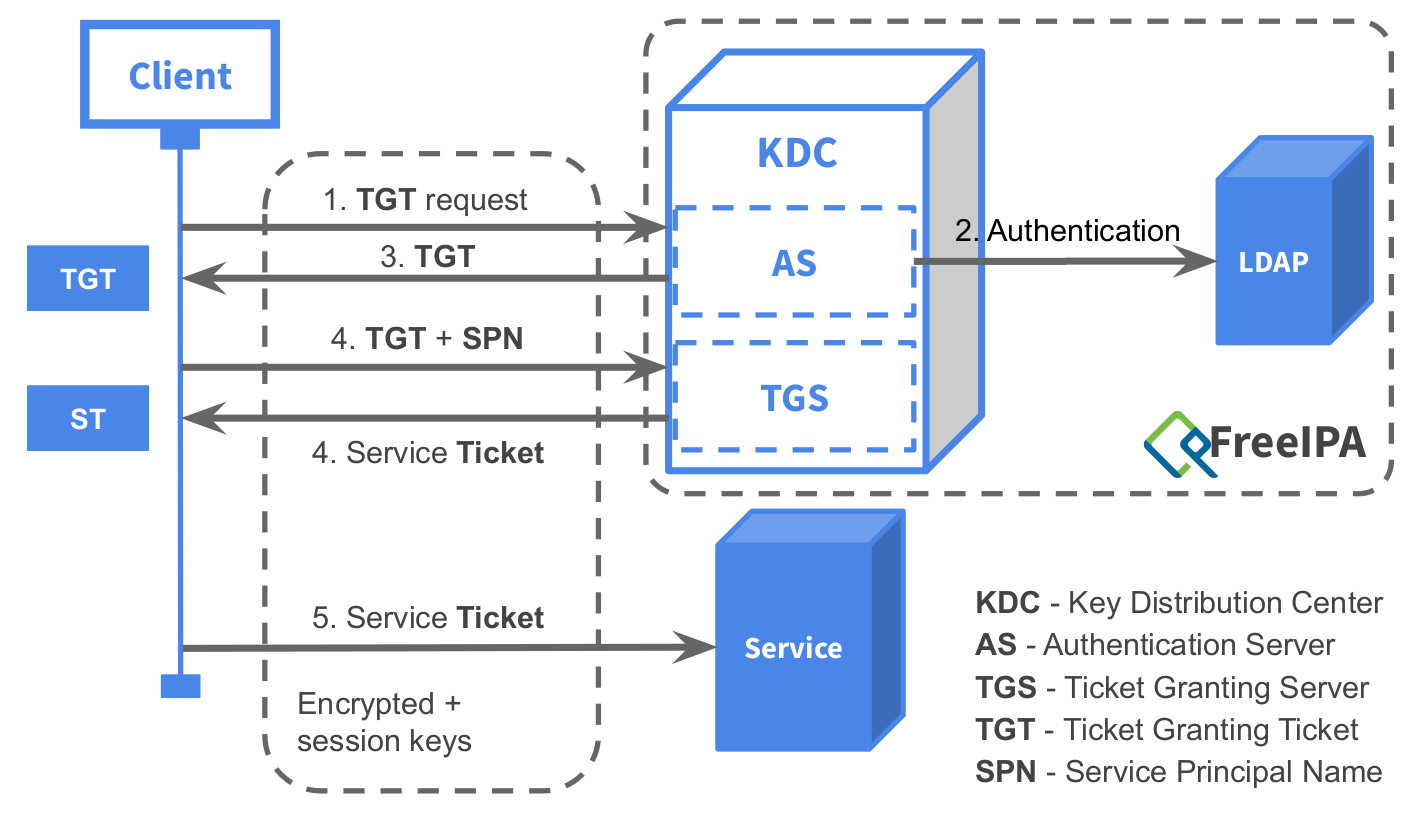 Client
KDC
1. TGT request
3. TGT
AS
2. Authentication
LDAP
TGT
4. TGT + SPN
TGS
ST
4. Service Ticket
FreeIPA
5. Service Ticket
Service
Encrypted +
session keys
KDC - Key Distribution Center
AS - Authentication Server
TGS - Ticket Granting Server
TGT - Ticket Granting Ticket
SPN - Service Principal Name